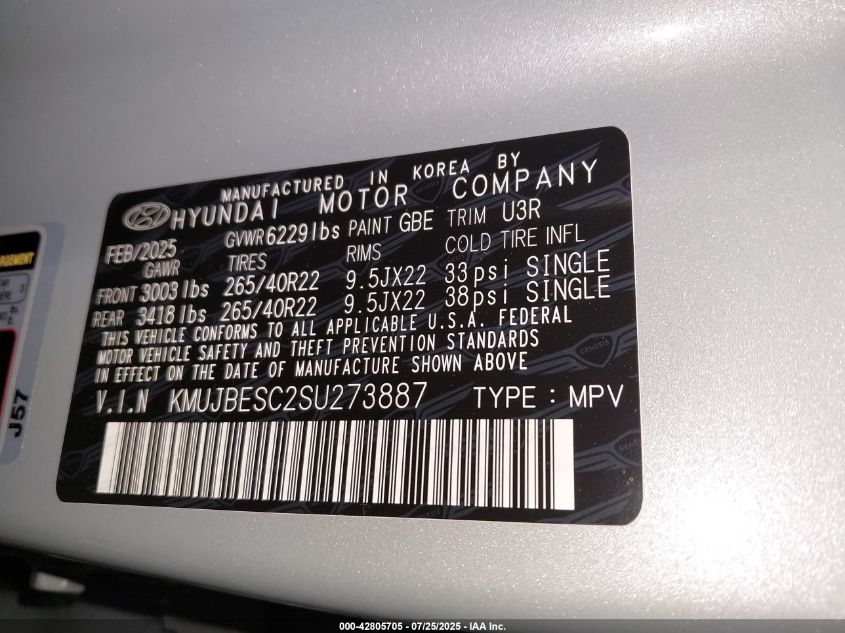 MANUFACTURED IN KOREA BY
HYUNDAI MOTOR COMPANY
FEB/2025 GVWR 6229lbs PAINT GBE TRIM U3R
GAWR TIRES RIMS COLD TIRE INFL
FRONT 3003 lbs 265/40R22 9.5JX22 33psi SINGLE
REAR 3418 lbs 265/40R22 9.5JX22 38psi SINGLE
THIS VEHICLE CONFORMS TO ALL APPLICABLE U.S.A. FEDERAL
MOTOR VEHICLE SAFETY AND THEFT PREVENTION STANDARDS
IN EFFECT ON THE DATE OF MANUFACTURE SHOWN ABOVE
V.I.N KMUJBESC2SU273887 TYPE : MPV
J57
GENESIS
000-42805705 - 07/25/2025 - IAA Inc.